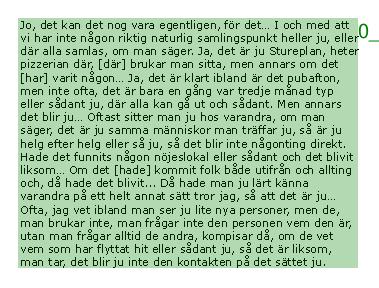 Jo, det kan det nog vara egentligen, för det... I och med att
vi har inte någon riktig naturlig samlingspunkt heller ju, eller
där alla samlas, om man säger. Ja, det är ju Stureplan, heter
pizzerian där, [där] brukar man sitta, men annars om det
[har] varit någon... Ja, det är klart ibland är det pubafton,
men inte ofta, det är bara en gång var tredje månad typ
eller sådant ju, där alla kan gå ut och sådant. Men annars
det blir ju... Oftast sitter man ju hos varandra, om man
säger, det är ju samma människor man träffar ju, så är ju
helg efter helg eller så ju, så det blir inte någonting direkt.
Hade det funnits någon nöjeslokal eller sådant och det blivit
liksom... Om det [hade] kommit folk både utifrån och allting
och, då hade det blivit... Då hade man ju lärt känna
varandra på ett helt annat sätt tror jag, så att det är ju...
Ofta, jag vet ibland man ser ju lite nya personer, men de,
man brukar inte, man frågar inte den personen vem den är,
utan man frågar alltid de andra, kompisar då, om de vet
vem som har flyttat hit eller sådant ju, så det är liksom,
man tar, det blir ju inte den kontakten på det sättet ju.
0_